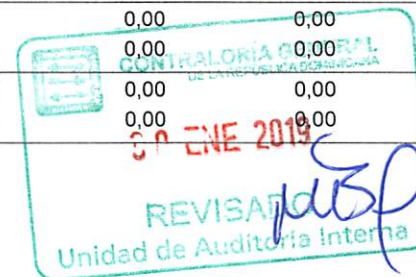 0,00 0,00
0,00 0,00
CONTRALORÍA GENERAL
DE LA REPÚBLICA DOMINICANA
0,00 0,00
0,00 0,00
ENE 2019
REVISADO
Unidad de Auditoría Interna